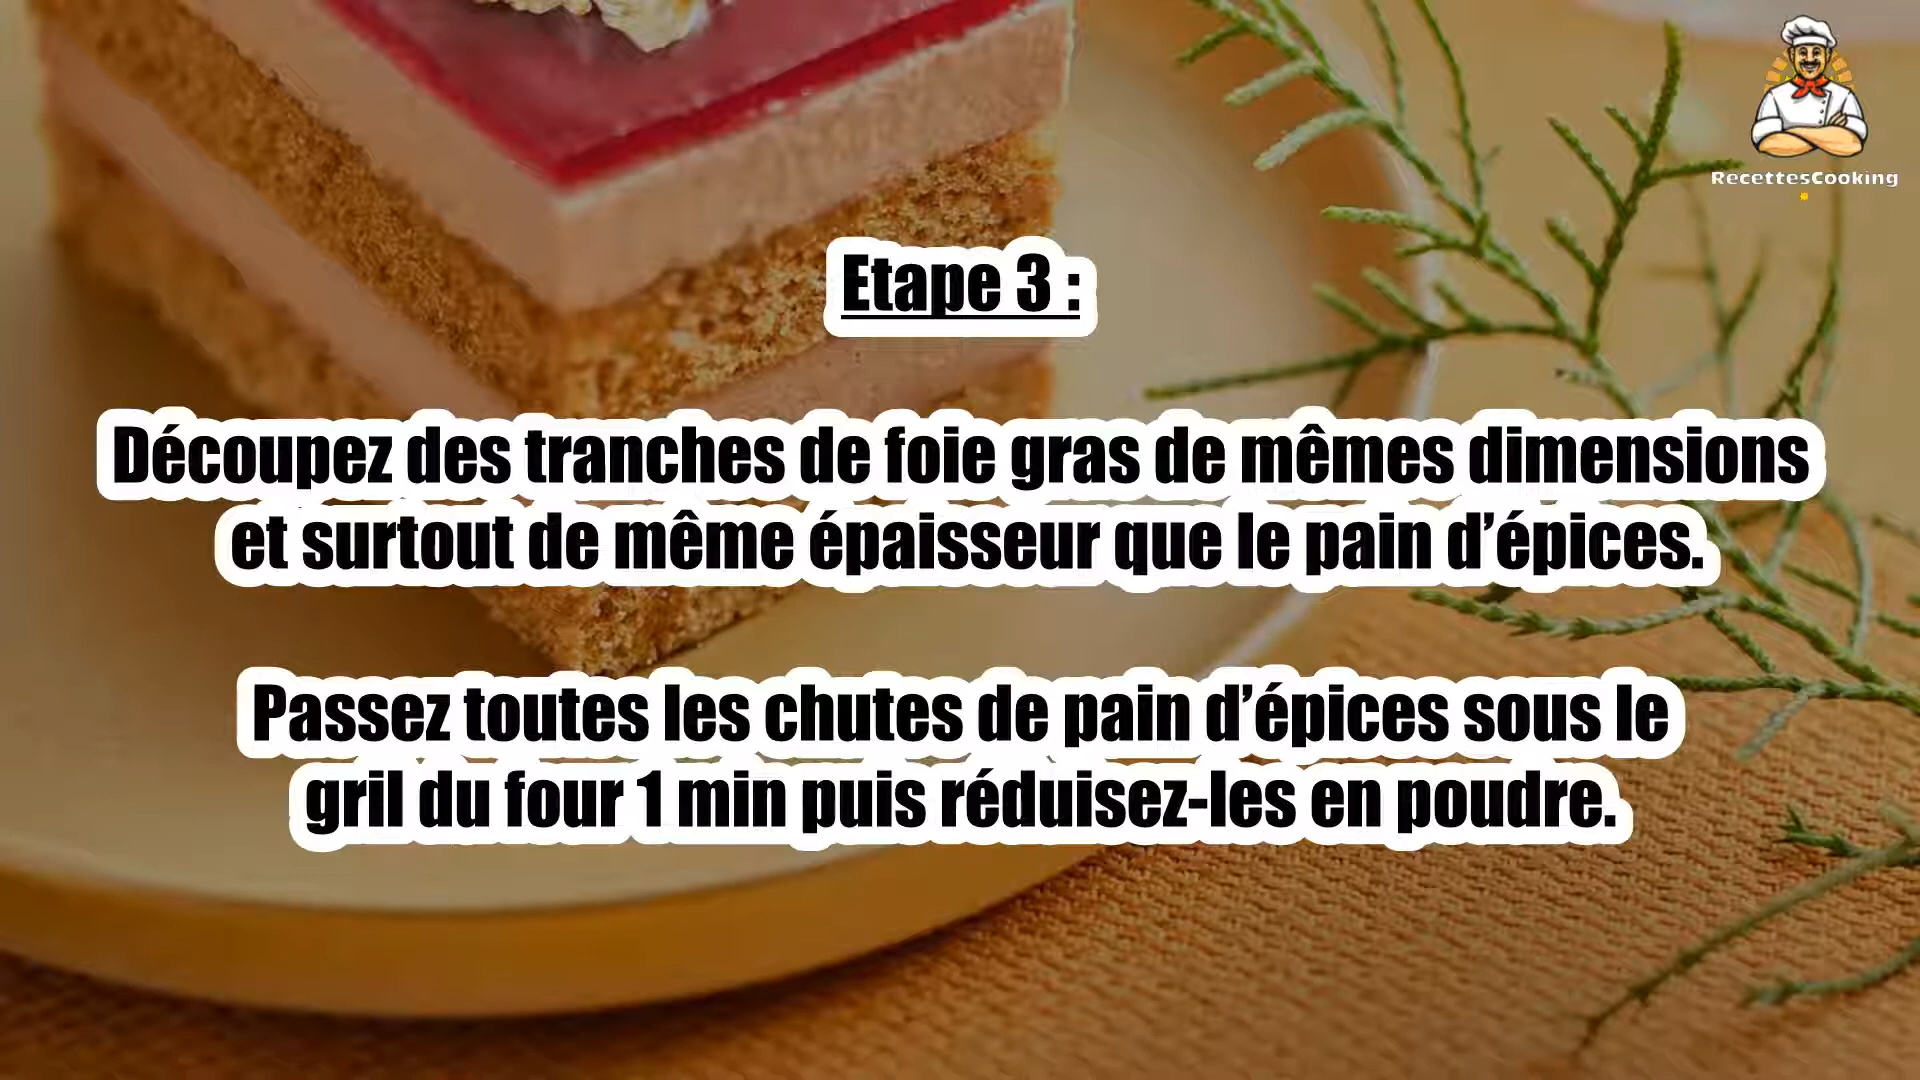 RecettesCooking
Etape 3 :
Découpez des tranches de foie gras de mêmes dimensions
et surtout de même épaisseur que le pain d’épices.
Passez toutes les chutes de pain d’épices sous le
gril du four 1 min puis réduisez-les en poudre.